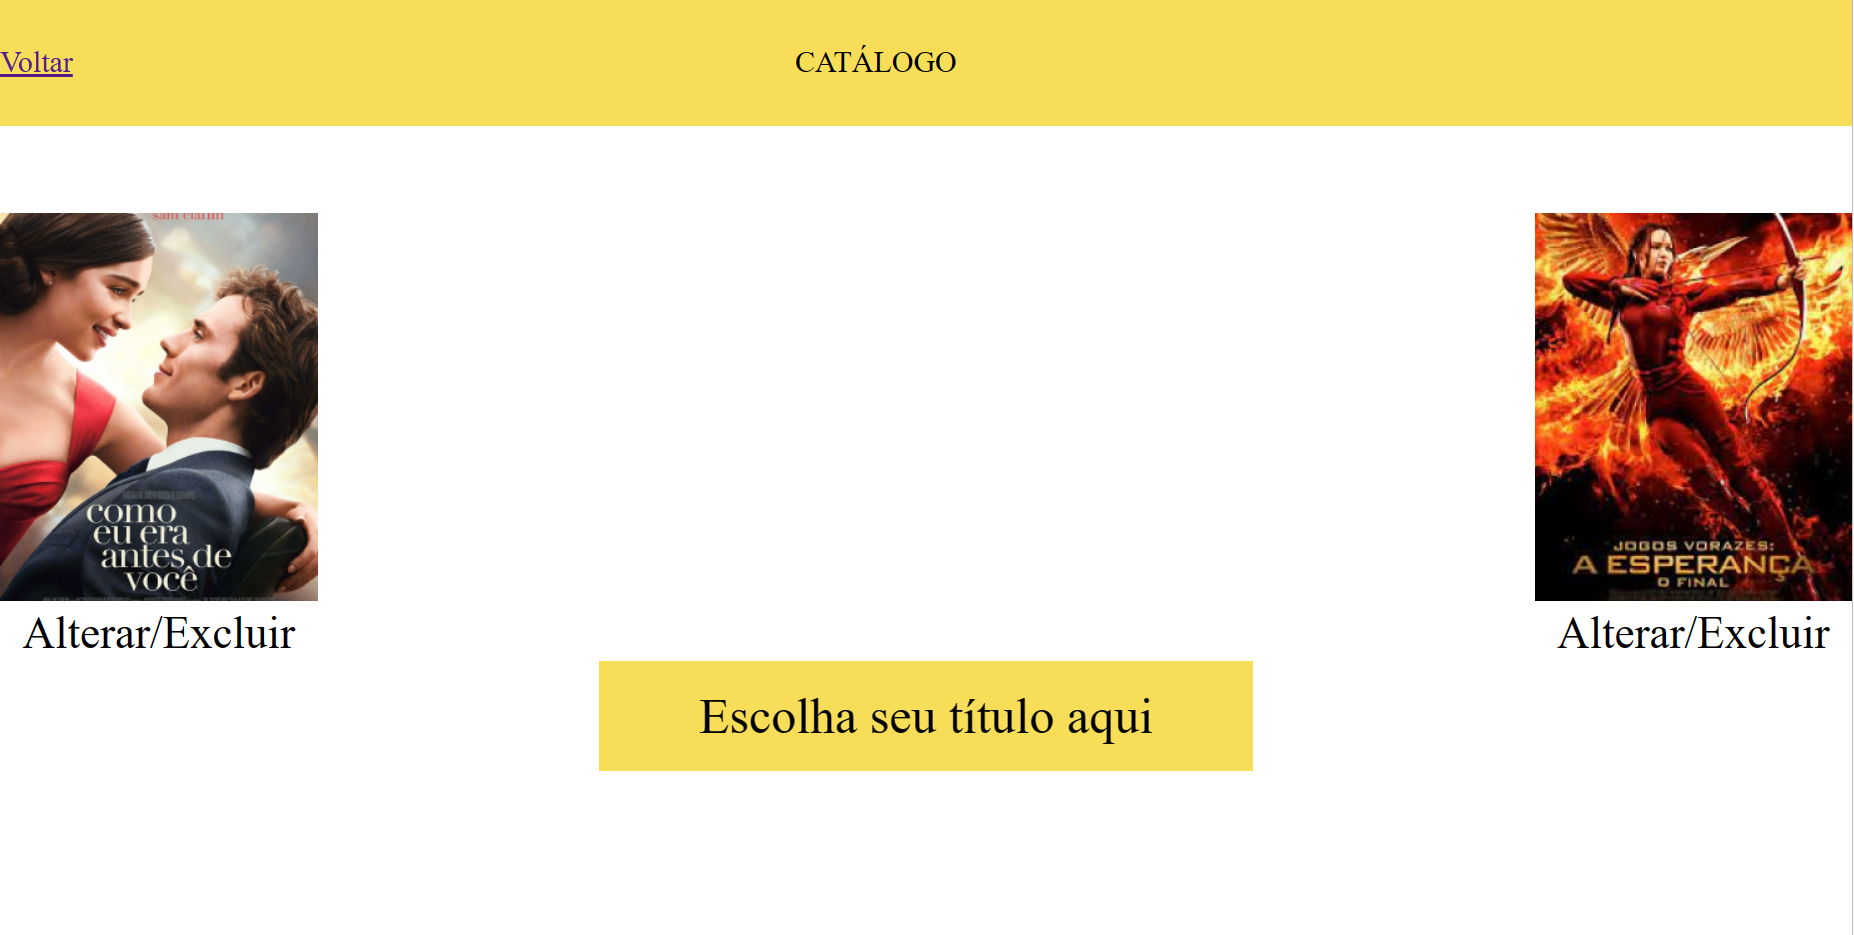 Voltar
CATÁLOGO
como
eu era
antes de
você
Alterar/Excluir
JOGOS VORAZES:
A ESPERANÇA
O FINAL
Alterar/Excluir
Escolha seu título aqui